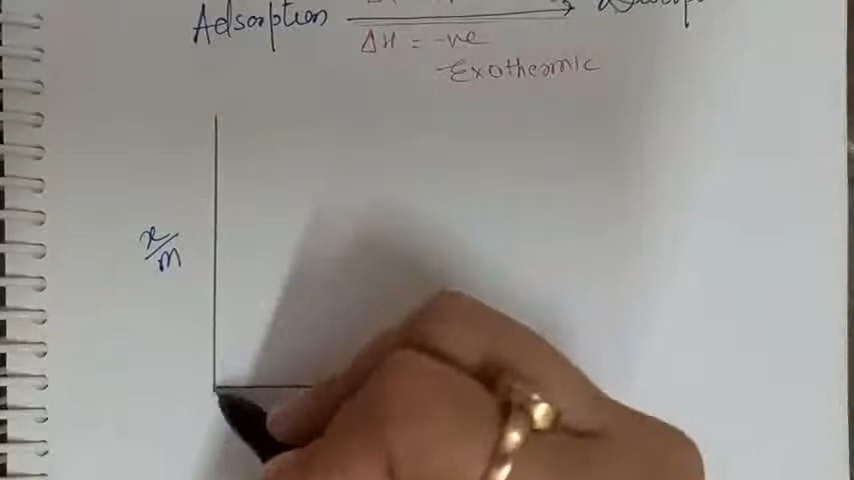 Adsorption
ΔH = -ve
-Exothermic
x/m